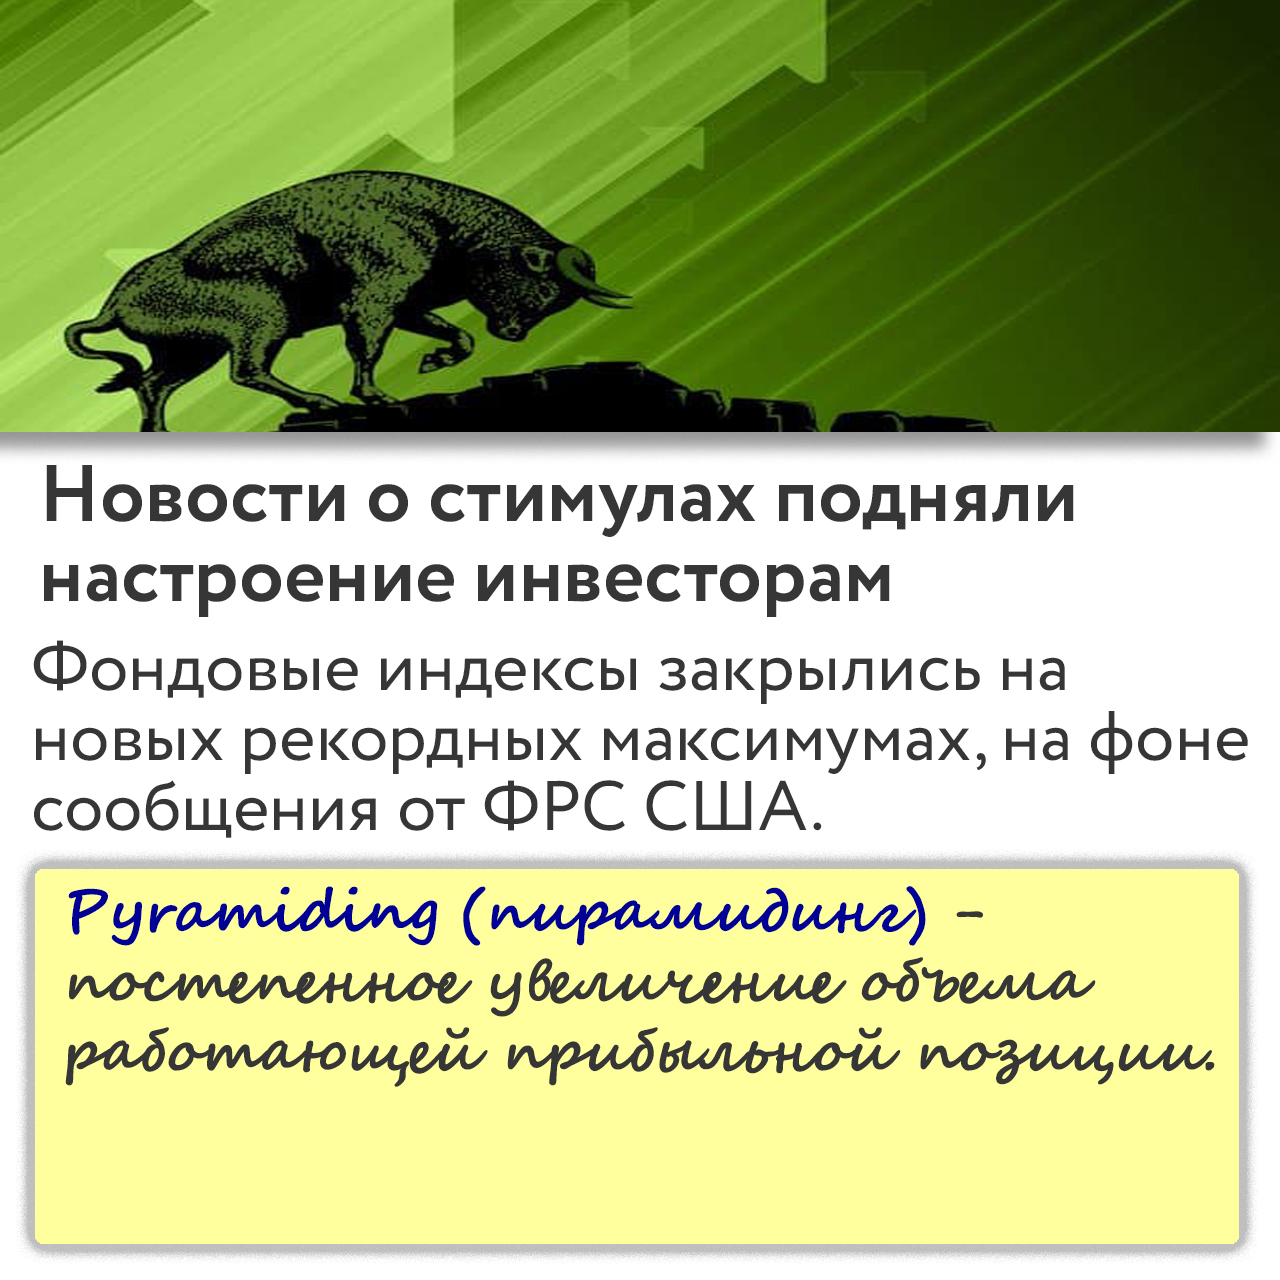 Новости о стимулах подняли
настроение инвесторам
Фондовые индексы закрылись на
новых рекордных максимумах, на фоне
сообщения от ФРС США.
Pyramiding (пирамидинг) –
постепенное увеличение объема
работающей прибыльной позиции.